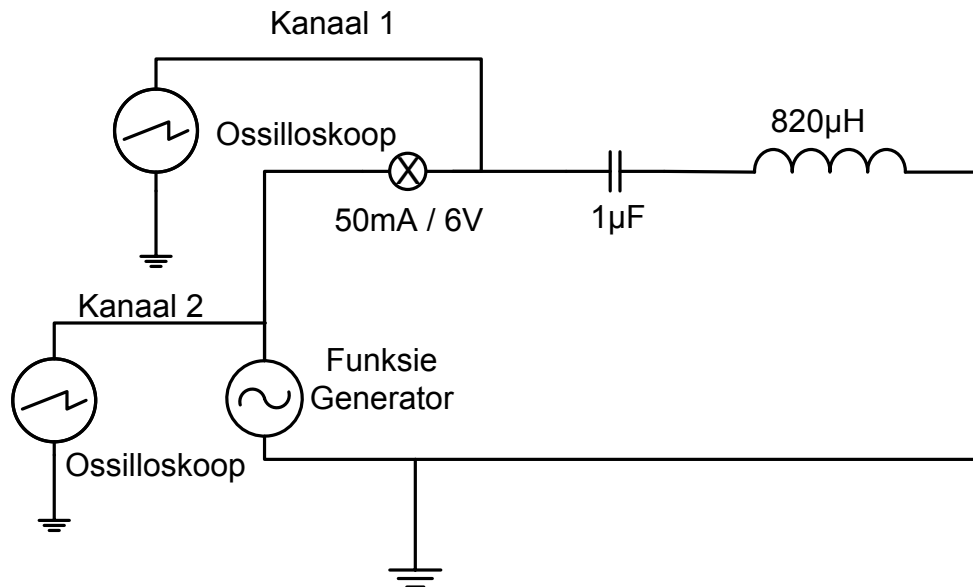 Kanaal 1
Ossilloskoop
820µH
50mA / 6V
1µF
Kanaal 2
Funksie
Generator
Ossilloskoop